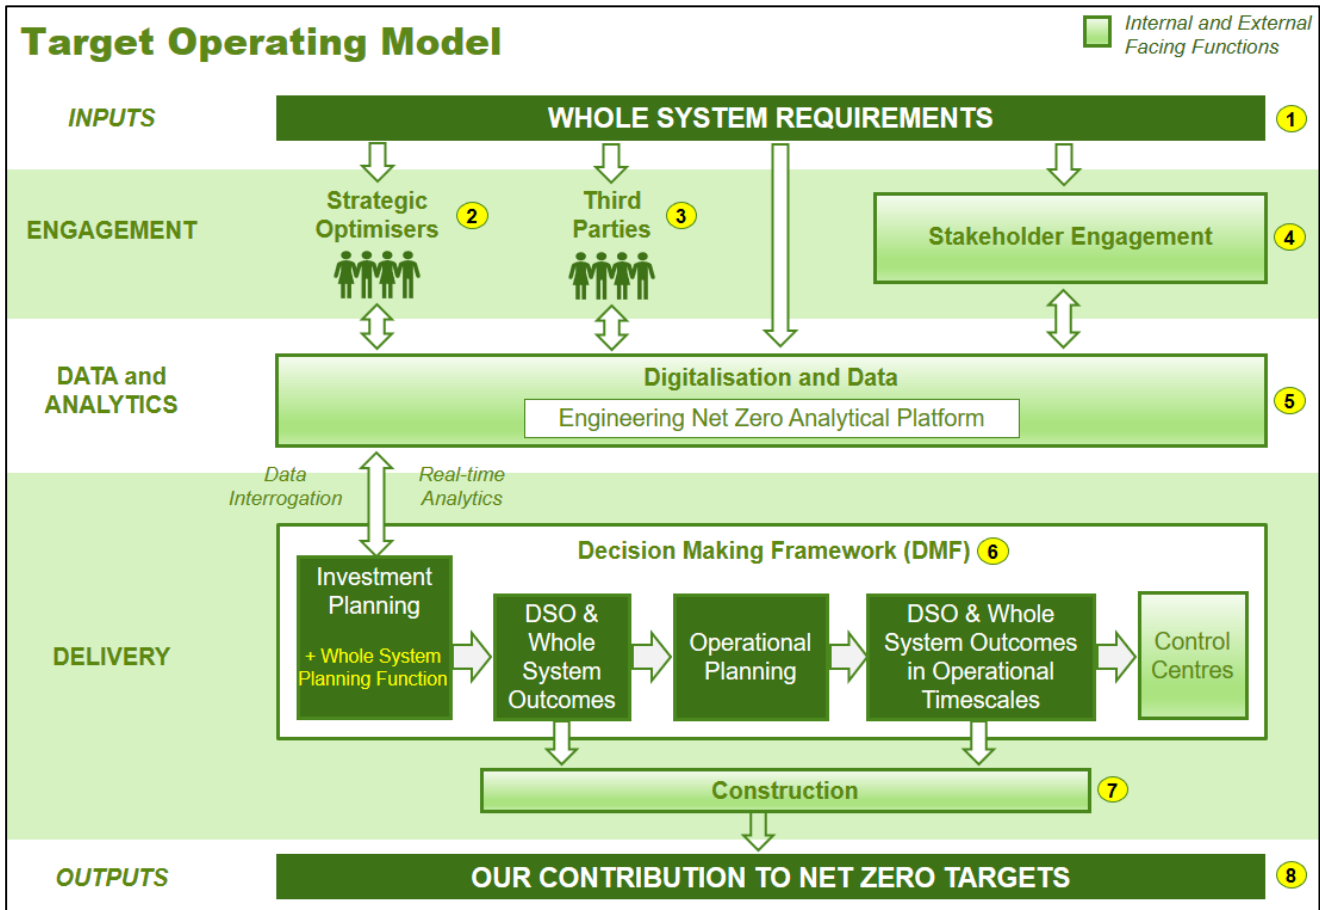 Target Operating Model
Internal and External
Facing Functions
INPUTS
WHOLE SYSTEM REQUIREMENTS
1
ENGAGEMENT
Strategic
Optimisers
2
Third
Parties
3
Stakeholder Engagement
4
DATA and
ANALYTICS
Digitalisation and Data
Engineering Net Zero Analytical Platform
5
Data
Interrogation
Real-time
Analytics
DELIVERY
Decision Making Framework (DMF)
6
Investment
Planning
+ Whole System
Planning Function
DSO &
Whole
System
Outcomes
Operational
Planning
DSO & Whole
System Outcomes
in Operational
Timescales
Control
Centres
Construction
7
OUTPUTS
OUR CONTRIBUTION TO NET ZERO TARGETS
8